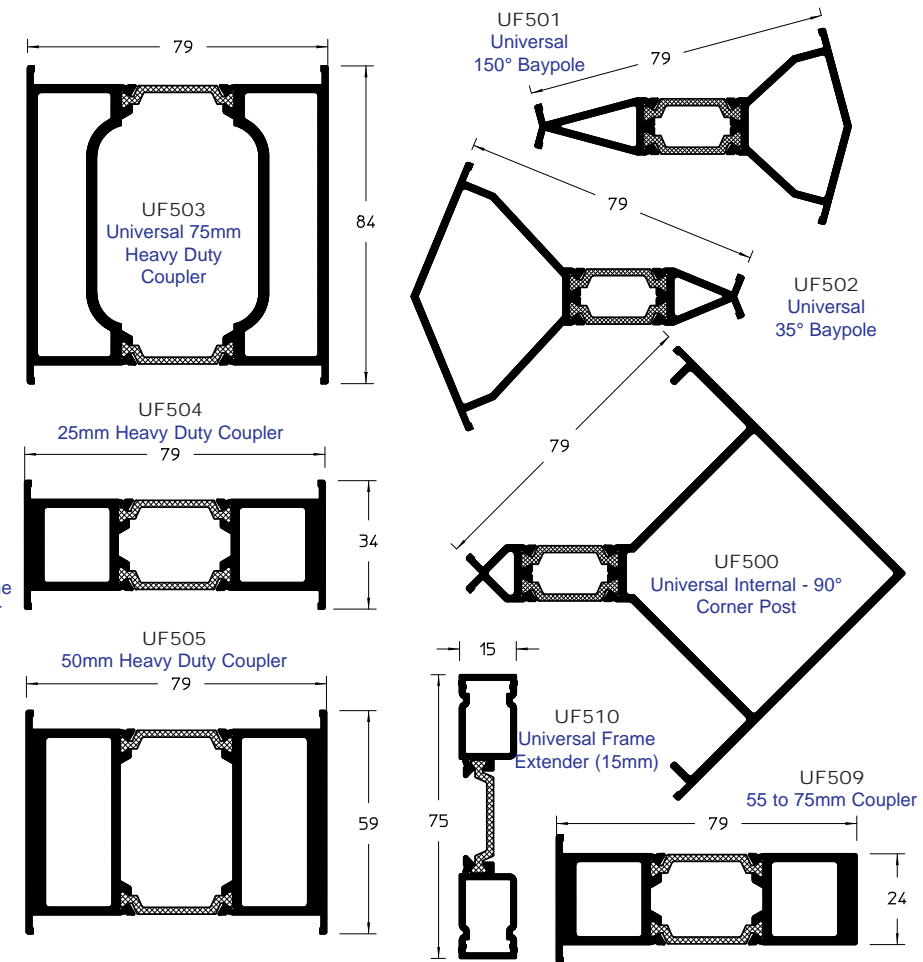 79
84
UF503
Universal 75mm
Heavy Duty
Coupler
UF501
Universal
150° Baypole
79
79
UF502
Universal
35° Baypole
UF504
25mm Heavy Duty Coupler
79
34
79
UF500
Universal Internal - 90°
Corner Post
UF505
50mm Heavy Duty Coupler
79
59
15
75
UF510
Universal Frame
Extender (15mm)
UF509
55 to 75mm Coupler
79
24